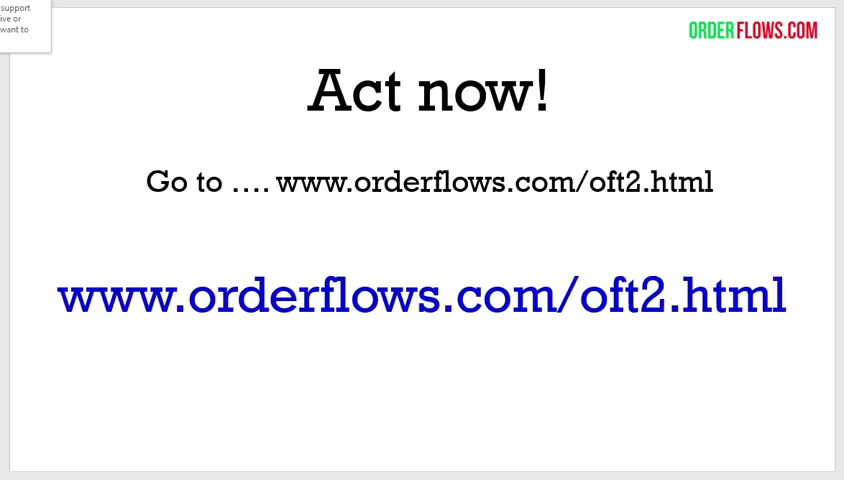 support
ive or
want to
ORDERFLOWS.COM
Act now!
Go to .... www.orderflows.com/oft2.html
www.orderflows.com/oft2.html